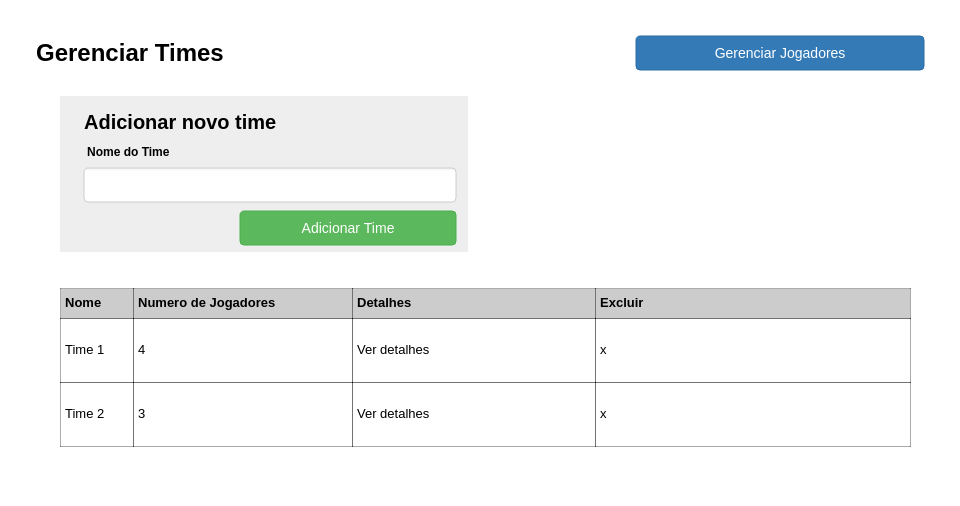 Gerenciar Times
Gerenciar Jogadores
Adicionar novo time
Nome do Time
Adicionar Time
Nome Numero de Jogadores Detalhes Excluir
Time 1 4 Ver detalhes x
Time 2 3 Ver detalhes x